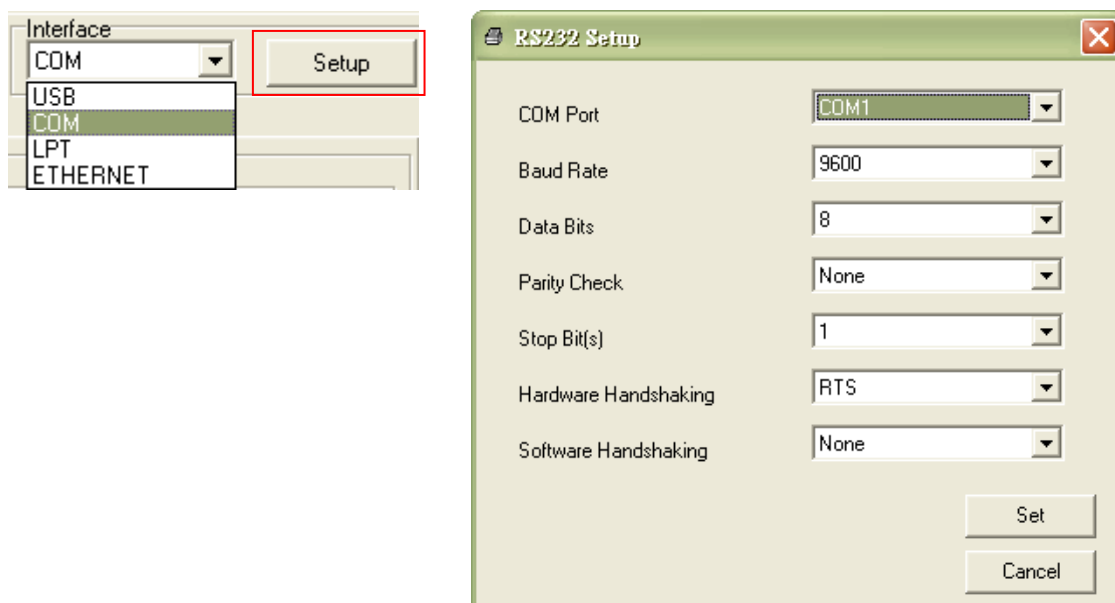 Interface
COM
Setup
USB
COM
LPT
ETHERNET
RS232 Setup
COM Port COM1
Baud Rate 9600
Data Bits 8
Parity Check None
Stop Bit(s) 1
Hardware Handshaking RTS
Software Handshaking None
Set
Cancel